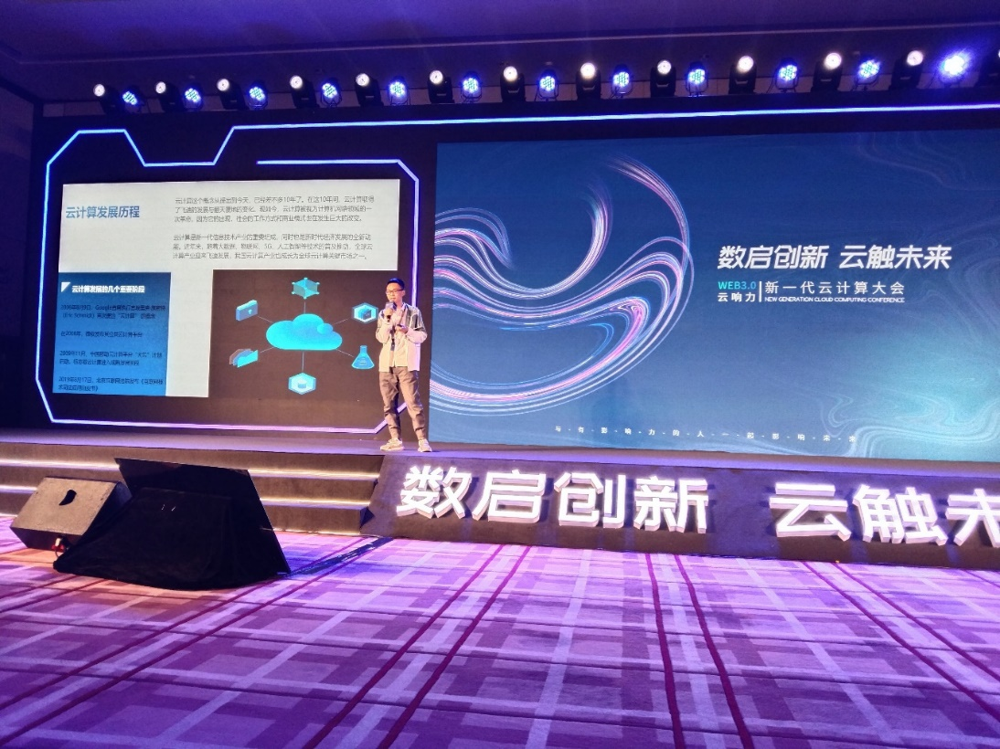 云计算发展历程
云计算这个概念从提出到今天，已经差不多10年了。在这10年间，云计算取得
了飞速的发展与翻天覆地的变化。现如今，云计算被视为计算机网络领域的一
次革命，因为它的出现，社会的工作方式和商业模式也在发生巨大的改变。
云计算是新一代信息技术产业的重要组成，同时也是新时代经济发展的全新动
能。近年来，随着大数据、物联网、5G、人工智能等技术的普及推动，全球云
计算产业迎来飞速发展，我国云计算产业也成长为全球云计算关键市场之一。
云计算发展的几个重要阶段
数启创新 云触未来
WEB3.0
云响力
新一代云计算大会
NEW GENERATION CLOUD COMPUTING CONFERENCE
与有影响力的人一起影响未来
数启创新 云触未